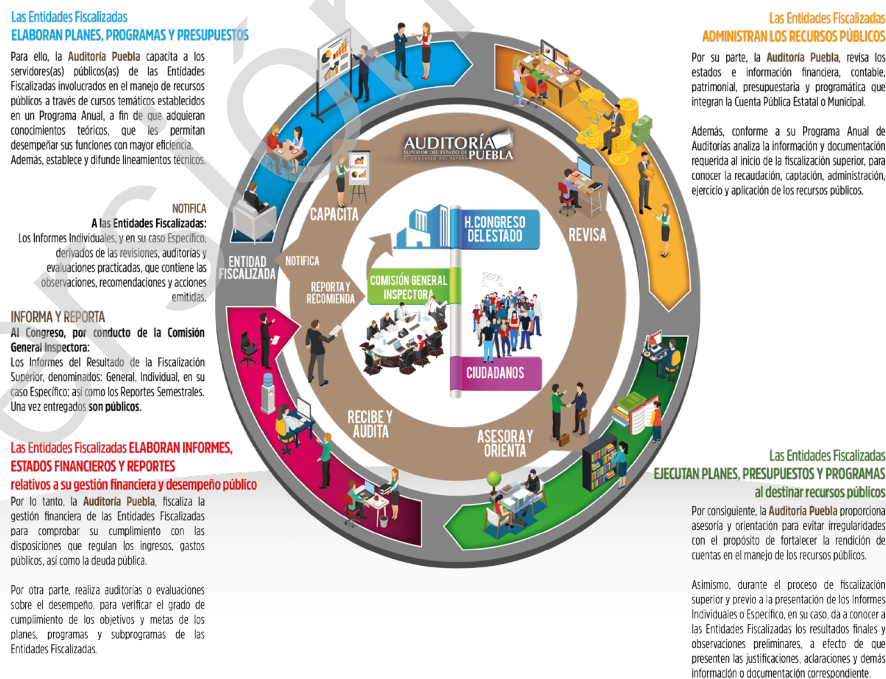 Las Entidades Fiscalizadas
ELABORAN PLANES, PROGRAMAS Y PRESUPUESTOS
Para ello, la Auditoría Puebla capacita a los
servidores(as) públicos(as) de las Entidades
Fiscalizadas involucrados en el manejo de recursos
públicos a través de cursos temáticos establecidos
en un Programa Anual, a fin de que adquieran
conocimientos teóricos, que les permitan
desempeñar sus funciones con mayor eficiencia.
Además, establece y difunde lineamientos técnicos.
NOTIFICA
A las Entidades Fiscalizadas:
Los Informes Individuales, y en su caso Específico,
derivados de las revisiones, auditorías y
evaluaciones practicadas, que contiene las
observaciones, recomendaciones y acciones
emitidas.
INFORMA Y REPORTA
Al Congreso, por conducto de la Comisión
General Inspectora:
Los Informes del Resultado de la Fiscalización
Superior, denominados: General, Individual, en su
caso Específico; así como los Reportes Semestrales.
Una vez entregados son públicos.
Las Entidades Fiscalizadas ELABORAN INFORMES,
ESTADOS FINANCIEROS Y REPORTES
relativos a su gestión financiera y desempeño público
Por lo tanto, la Auditoría Puebla, fiscaliza la
gestión financiera de las Entidades Fiscalizadas
para comprobar su cumplimiento con las
disposiciones que regulan los ingresos, gastos
públicos, así como la deuda pública.
Por otra parte, realiza auditorías o evaluaciones
sobre el desempeño, para verificar el grado de
cumplimiento de los objetivos y metas de los
planes, programas y subprogramas de las
Entidades Fiscalizadas.
AUDITORÍA
SUPERIOR DEL ESTADO DE PUEBLA
H. CONGRESO DEL ESTADO
CAPACITA
H. CONGRESO
DEL ESTADO
REVISA
ENTIDAD
FISCALIZADA
NOTIFICA
REPORTA Y
RECOMIENDA
COMISIÓN GENERAL
INSPECTORA
CIUDADANOS
RECIBE Y
AUDITA
ASESORA Y
ORIENTA
Las Entidades Fiscalizadas
ADMINISTRAN LOS RECURSOS PÚBLICOS
Por su parte, la Auditoría Puebla, revisa los
estados e información financiera, contable,
patrimonial, presupuestaria y programática que
integran la Cuenta Pública Estatal o Municipal.
Además, conforme a su Programa Anual de
Auditorías analiza la información y documentación
requerida al inicio de la fiscalización superior, para
conocer la recaudación, captación, administración,
ejercicio y aplicación de los recursos públicos.
Las Entidades Fiscalizadas
EJECUTAN PLANES, PRESUPUESTOS Y PROGRAMAS
al destinar recursos públicos
Por consiguiente, la Auditoría Puebla proporciona
asesoría y orientación para evitar irregularidades
con el propósito de fortalecer la rendición de
cuentas en el manejo de los recursos públicos.
Asimismo, durante el proceso de fiscalización
superior y previo a la presentación de los Informes
Individuales o Específico, en su caso, da a conocer a
las Entidades Fiscalizadas los resultados finales y
observaciones preliminares, a efecto de que
presenten las justificaciones, aclaraciones y demás
información o documentación correspondiente.